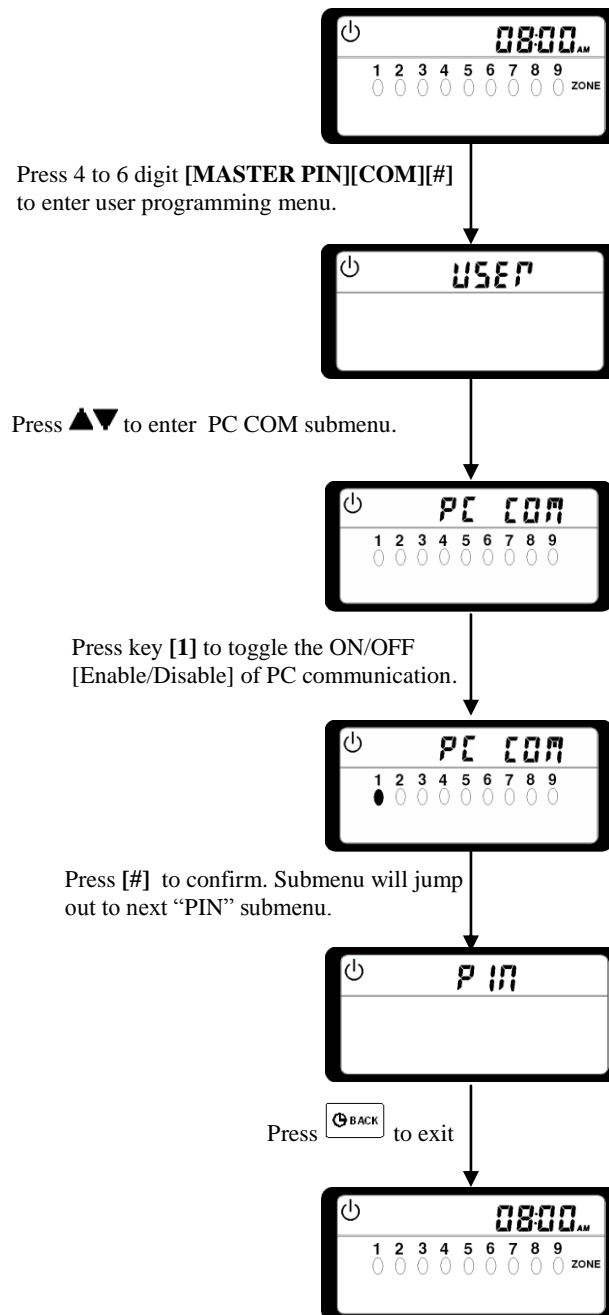 08:00 AM
1 2 3 4 5 6 7 8 9
ZONE
Press 4 to 6 digit [MASTER PIN][COM][#]
to enter user programming menu.
USER
Press ▲▼ to enter PC COM submenu.
PC COM
1 2 3 4 5 6 7 8 9
Press key [1] to toggle the ON/OFF
[Enable/Disable] of PC communication.
PC COM
1 2 3 4 5 6 7 8 9
Press [#] to confirm. Submenu will jump
out to next “PIN” submenu.
PIN
Press BACK to exit
08:00 AM
1 2 3 4 5 6 7 8 9
ZONE